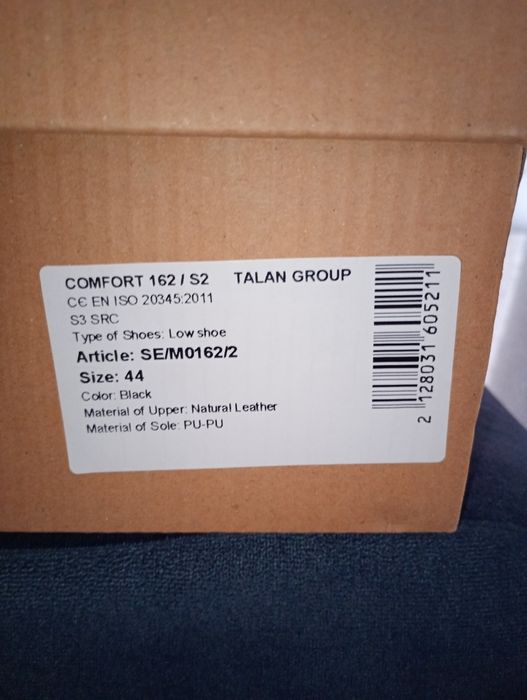 COMFORT 162 / S2 TALAN GROUP
CE EN ISO 20345:2011
S3 SRC
Type of Shoes: Low shoe
Article: SE/M0162/2
Size: 44
Color: Black
Material of Upper: Natural Leather
Material of Sole: PU-PU
2 128031 605211